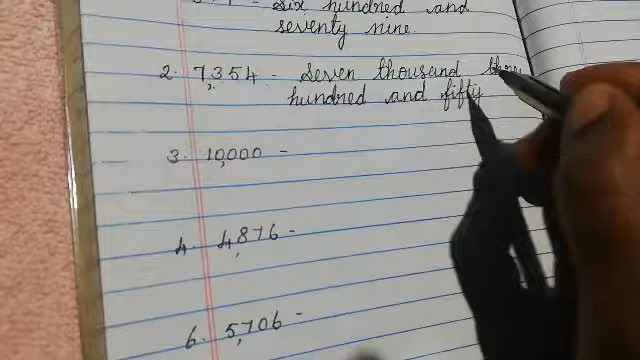 six hundred and
seventy nine.
2. 7,354 - Seven thousand three
hundred and fifty
3. 10,000 -
4. 4,876 -
6. 5,706 -